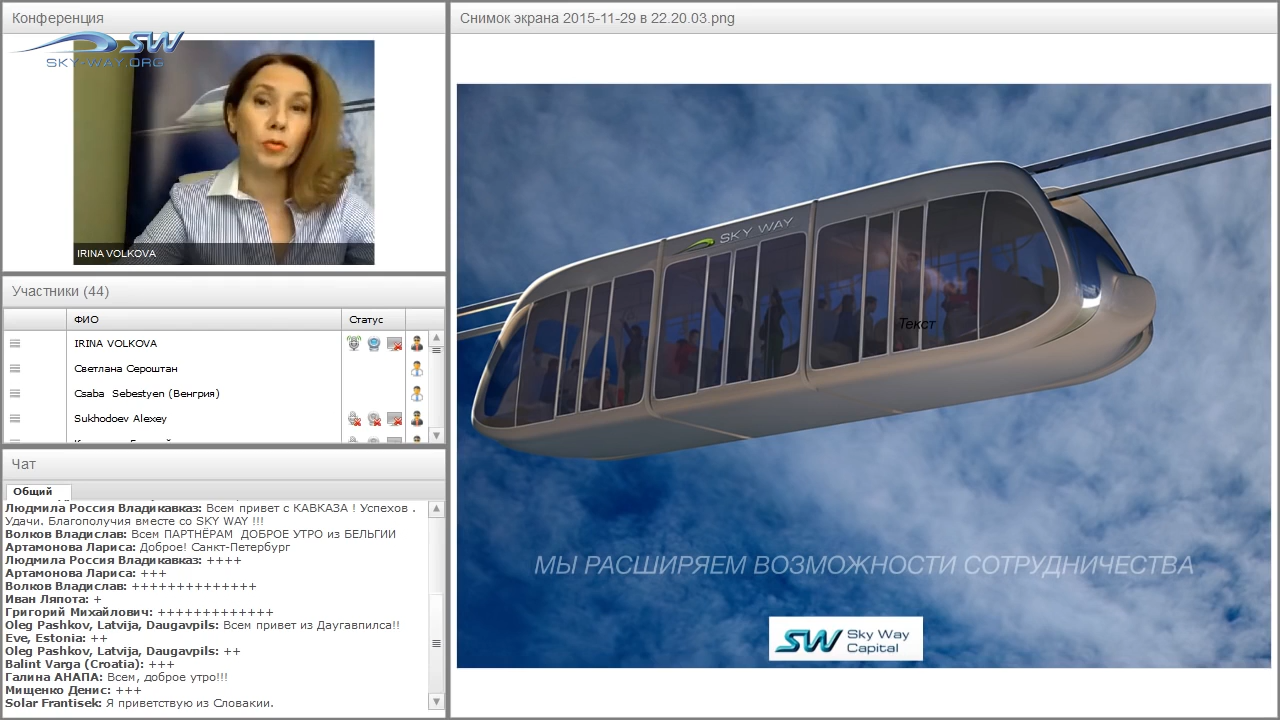 Конференция
SW
SKY-WAY.ORG
IRINA VOLKOVA
Участники (44)
ФИО Статус
IRINA VOLKOVA
Светлана Сероштан
Csaba Sebestyen (Венгрия)
Sukhodoev Alexey
Чат
Общий
Людмила Россия Владикавказ: Всем привет с КАВКАЗА ! Успехов .
Удачи. Благополучия вместе со SKY WAY !!!
Волков Владислав: Всем ПАРТНЁРАМ ДОБРОЕ УТРО из БЕЛЬГИИ
Артамонова Лариса: Доброе! Санкт-Петербург
Людмила Россия Владикавказ: ++++
Артамонова Лариса: +++
Волков Владислав: ++++++++++++++
Иван Ляпота: +
Григорий Михайлович: +++++++++++++
Oleg Pashkov, Latvija, Daugavpils: Всем привет из Даугавпилса!!
Eve, Estonia: ++
Oleg Pashkov, Latvija, Daugavpils: ++
Balint Varga (Croatia): +++
Галина АНАПА: Всем, доброе утро!!!
Мищенко Денис: +++
Solar Frantisek: Я приветствую из Словакии.
Снимок экрана 2015-11-29 в 22.20.03.png
SKY WAY
Текст
МЫ РАСШИРЯЕМ ВОЗМОЖНОСТИ СОТРУДНИЧЕСТВА
SW Sky Way
Capital